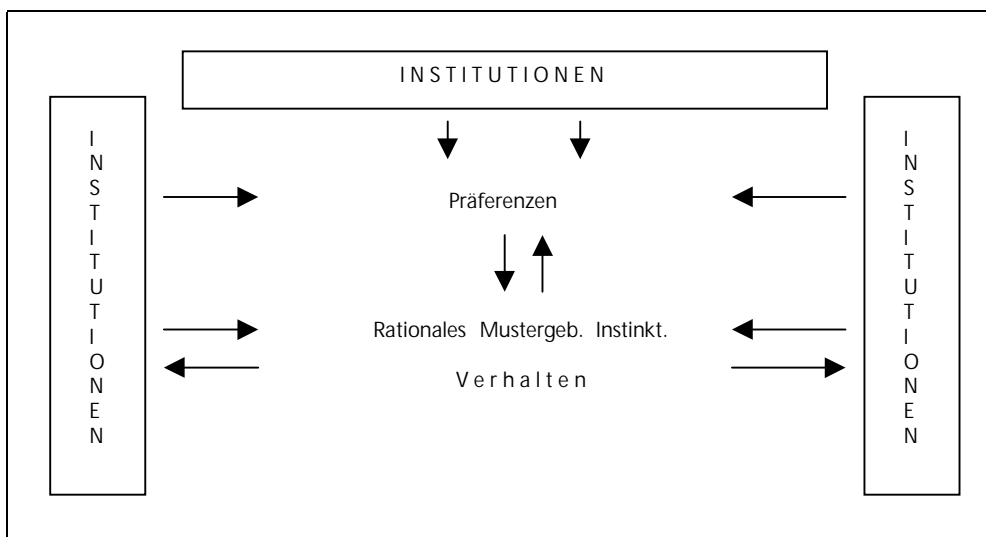 INSTITUTIONEN
INSTITUTIONEN
INSTITUTIONEN
Präferenzen
Rationales Mustergeb. Instinkt.
Verhalten